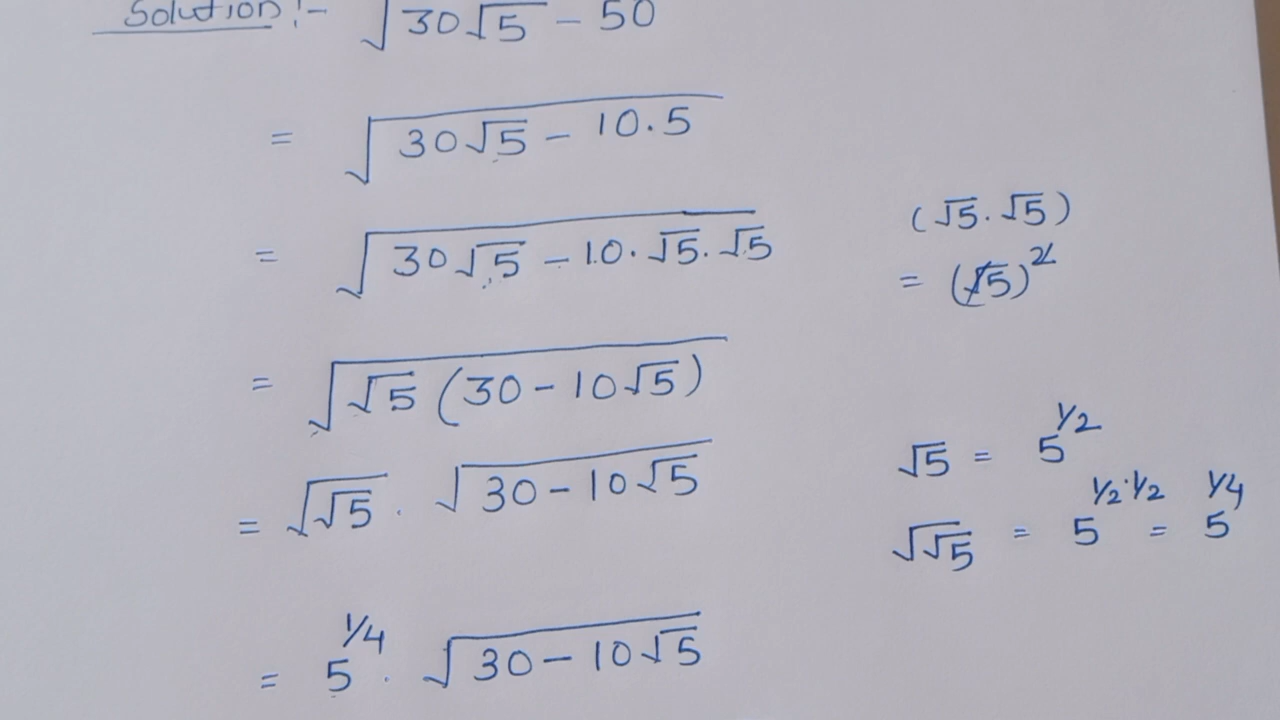 Solution :- √(30√5 - 50)
= √(30√5 - 10.5)
= √(30√5 - 10.√5.√5)
(√5.√5)
= (√5)²
= √(√5 (30 - 10√5))
= √√5 . √(30 - 10√5)
√5 = 5^1/2
√√5 = 5^1/2·1/2 = 5^1/4
= 5^1/4 . √(30 - 10√5)